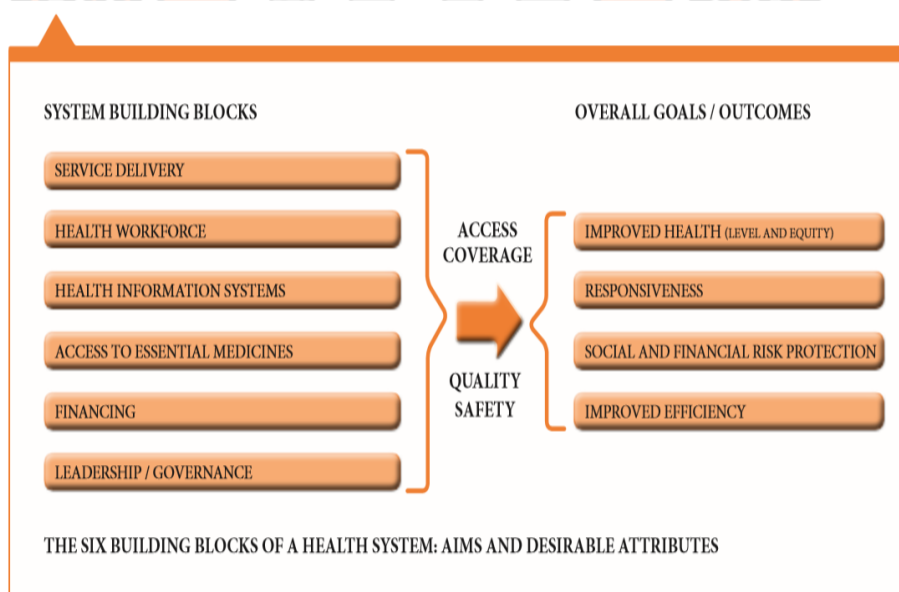 SYSTEM BUILDING BLOCKS
SERVICE DELIVERY
HEALTH WORKFORCE
HEALTH INFORMATION SYSTEMS
ACCESS TO ESSENTIAL MEDICINES
FINANCING
LEADERSHIP / GOVERNANCE
ACCESS
COVERAGE
QUALITY
SAFETY
OVERALL GOALS / OUTCOMES
IMPROVED HEALTH (LEVEL AND EQUITY)
RESPONSIVENESS
SOCIAL AND FINANCIAL RISK PROTECTION
IMPROVED EFFICIENCY
THE SIX BUILDING BLOCKS OF A HEALTH SYSTEM: AIMS AND DESIRABLE ATTRIBUTES